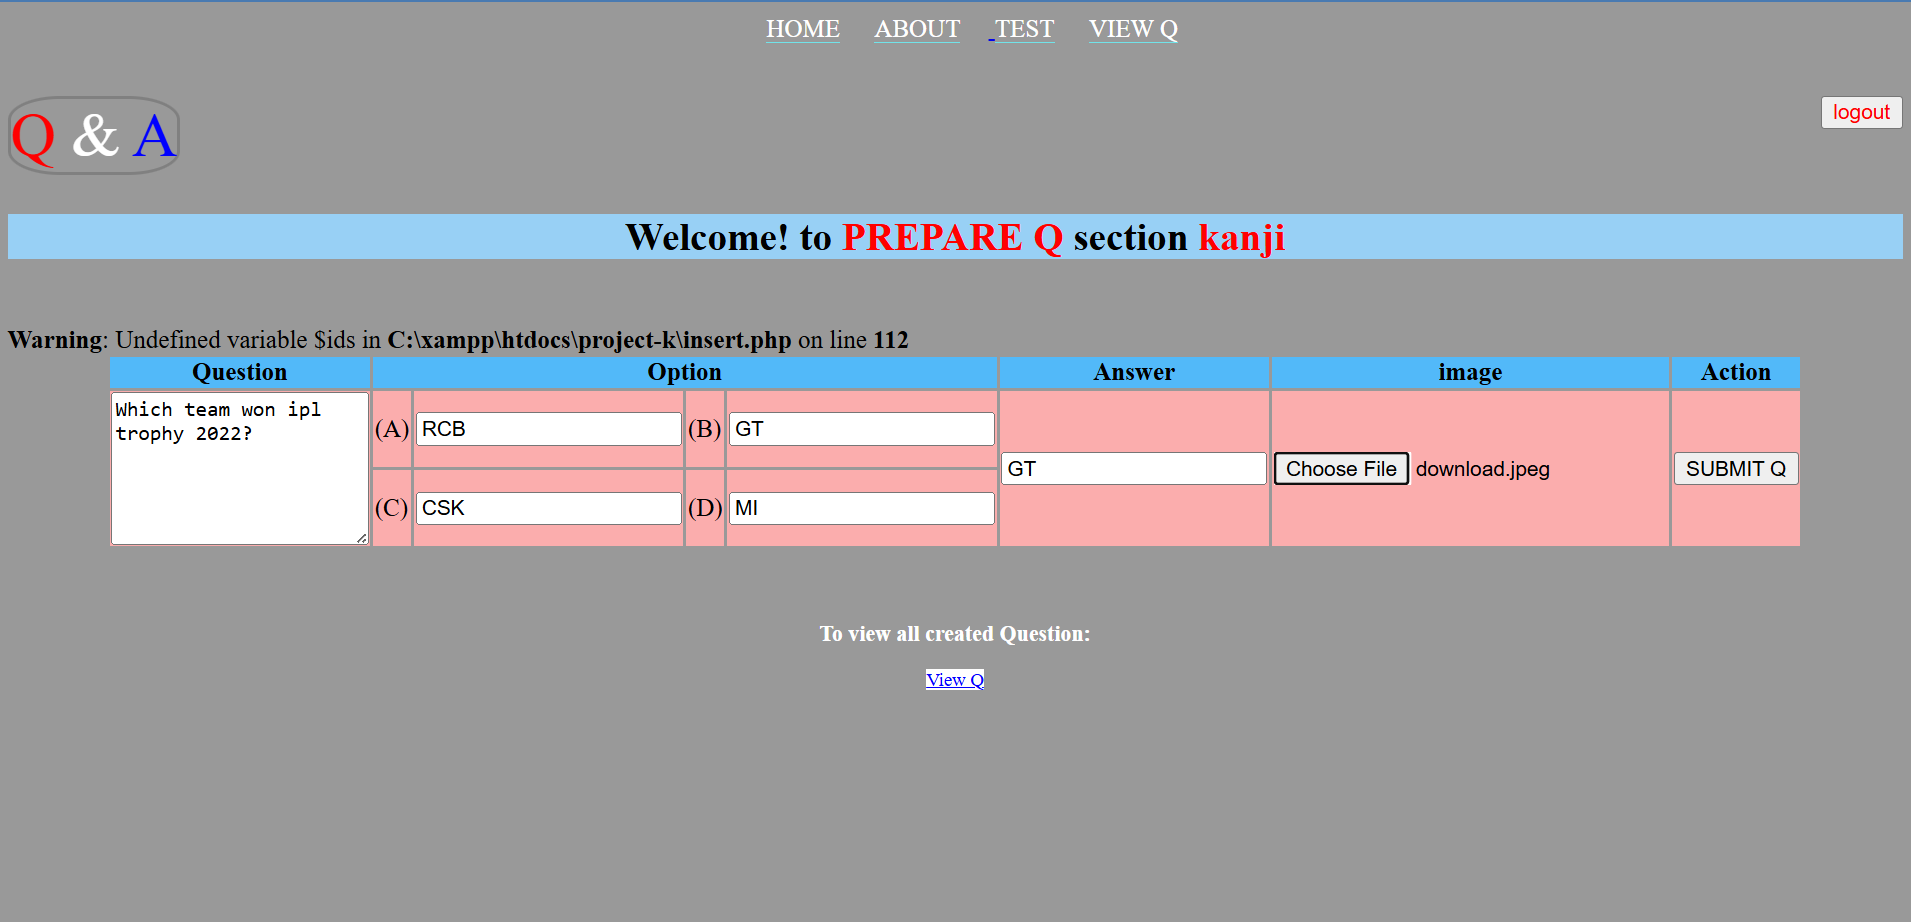 HOME ABOUT TEST VIEW Q
Q & A
logout
Welcome! to PREPARE Q section kanji
Warning: Undefined variable $ids in C:\xampp\htdocs\project-k\insert.php on line 112
Question Option Answer image Action
Which team won ipl
trophy 2022?
(A) RCB (B) GT
GT Choose File download.jpeg SUBMIT Q
(C) CSK (D) MI
To view all created Question:
View Q